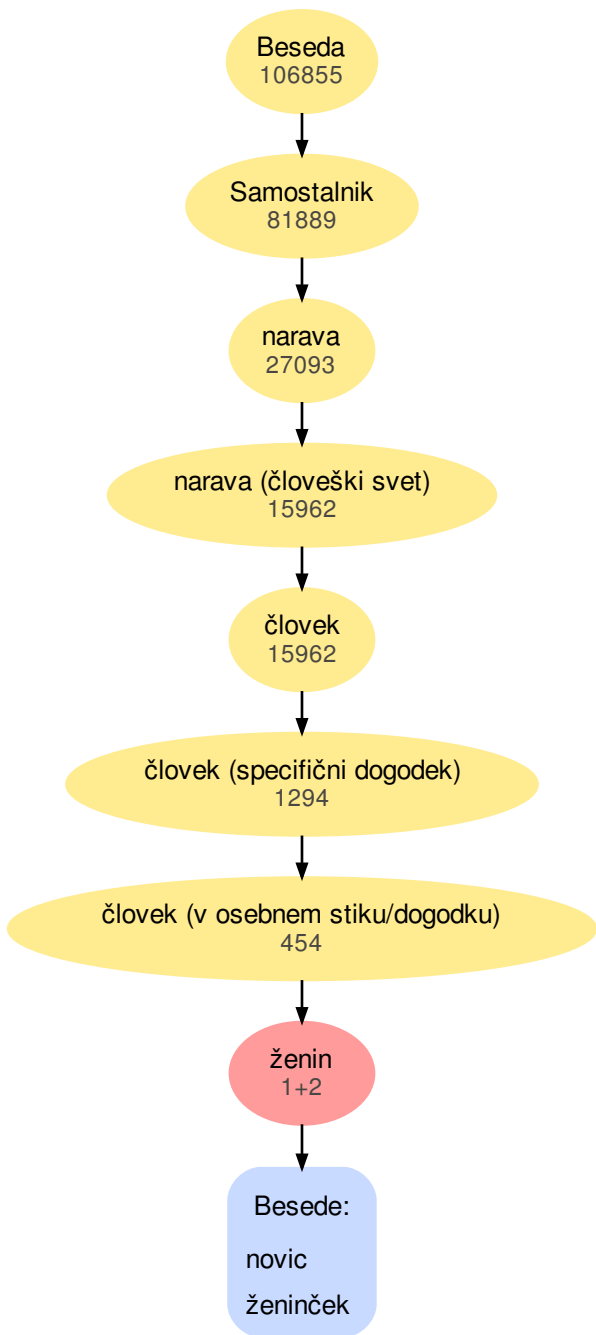 Beseda
106855
Samostalnik
81889
narava
27093
narava (človeški svet)
15962
človek
15962
človek (specifični dogodek)
1294
človek (v osebnem stiku/dogodku)
454
ženin
1+2
Besede:
novic
ženinček